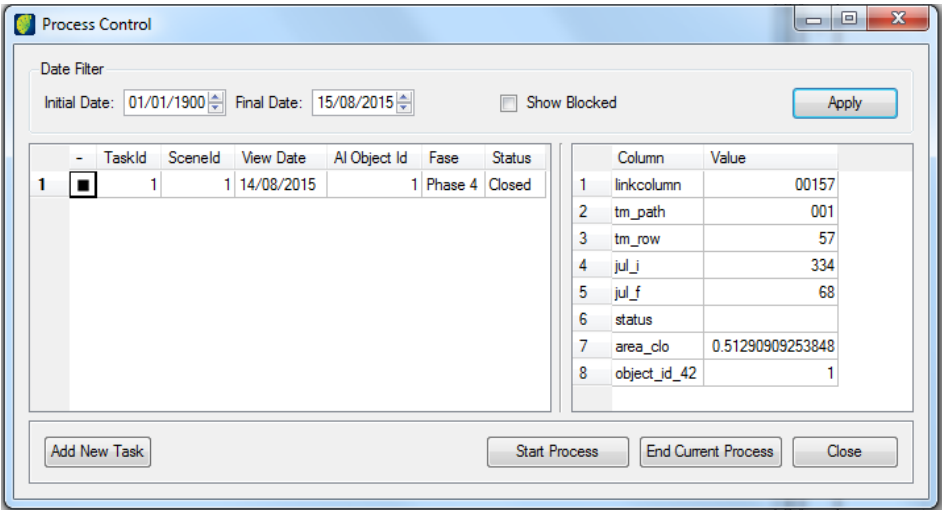 Process Control
Date Filter
Initial Date: 01/01/1900 Final Date: 15/08/2015 Show Blocked Apply
- TaskId SceneId View Date AI Object Id Fase Status
1 1 1 14/08/2015 1 Phase 4 Closed
Column Value
1 linkcolumn 00157
2 tm_path 001
3 tm_row 57
4 jul_i 334
5 jul_f 68
6 status
7 area_clo 0.51290909253848
8 object_id_42 1
Add New Task Start Process End Current Process Close